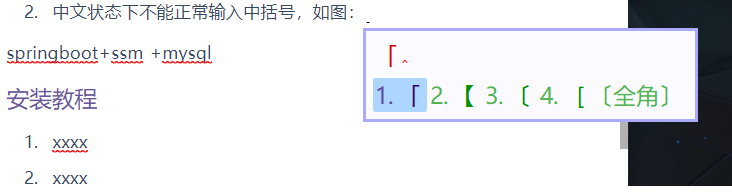 2. 中文状态下不能正常输入中括号，如图：
「
1. 「 2. 【 3. 〔 4. ［〔全角〕
springboot+ssm +mysql
安装教程
1. xxxx
2. xxxx